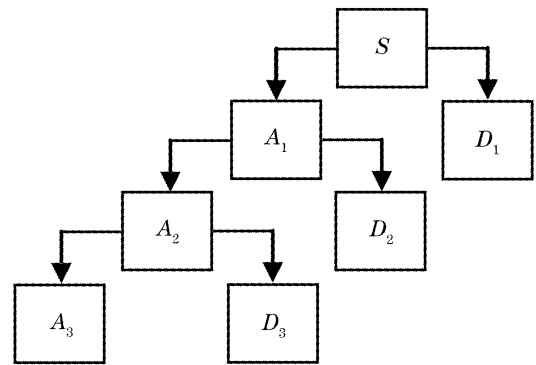 S
A₁ D₁
A₂ D₂
A₃ D₃